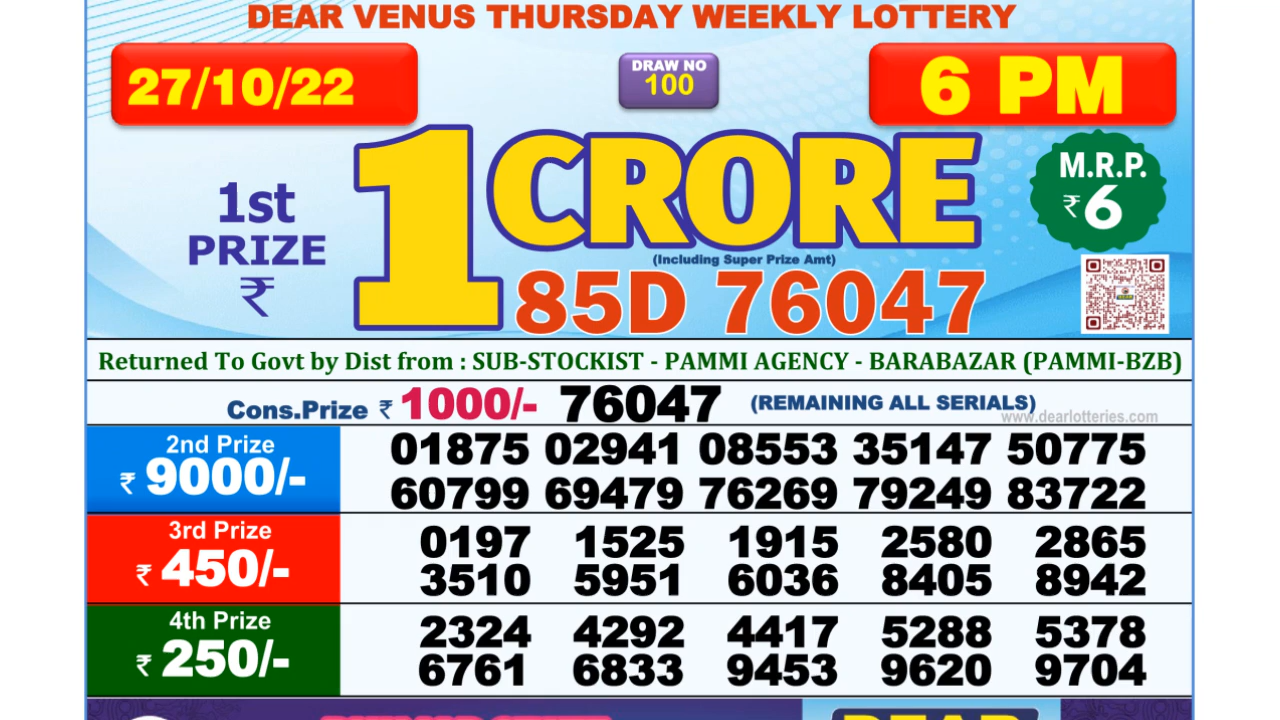 DEAR VENUS THURSDAY WEEKLY LOTTERY
27/10/22
DRAW NO
100
6 PM
1st
PRIZE
₹
1 CRORE
(Including Super Prize Amt)
85D 76047
M.R.P.
₹ 6
Returned To Govt by Dist from : SUB-STOCKIST - PAMMI AGENCY - BARABAZAR (PAMMI-BZB)
Cons.Prize ₹ 1000/- 76047 (REMAINING ALL SERIALS)
www.dearlotteries.com
2nd Prize
₹ 9000/-
01875 02941 08553 35147 50775
60799 69479 76269 79249 83722
3rd Prize
₹ 450/-
0197 1525 1915 2580 2865
3510 5951 6036 8405 8942
4th Prize
₹ 250/-
2324 4292 4417 5288 5378
6761 6833 9453 9620 9704
DEAR